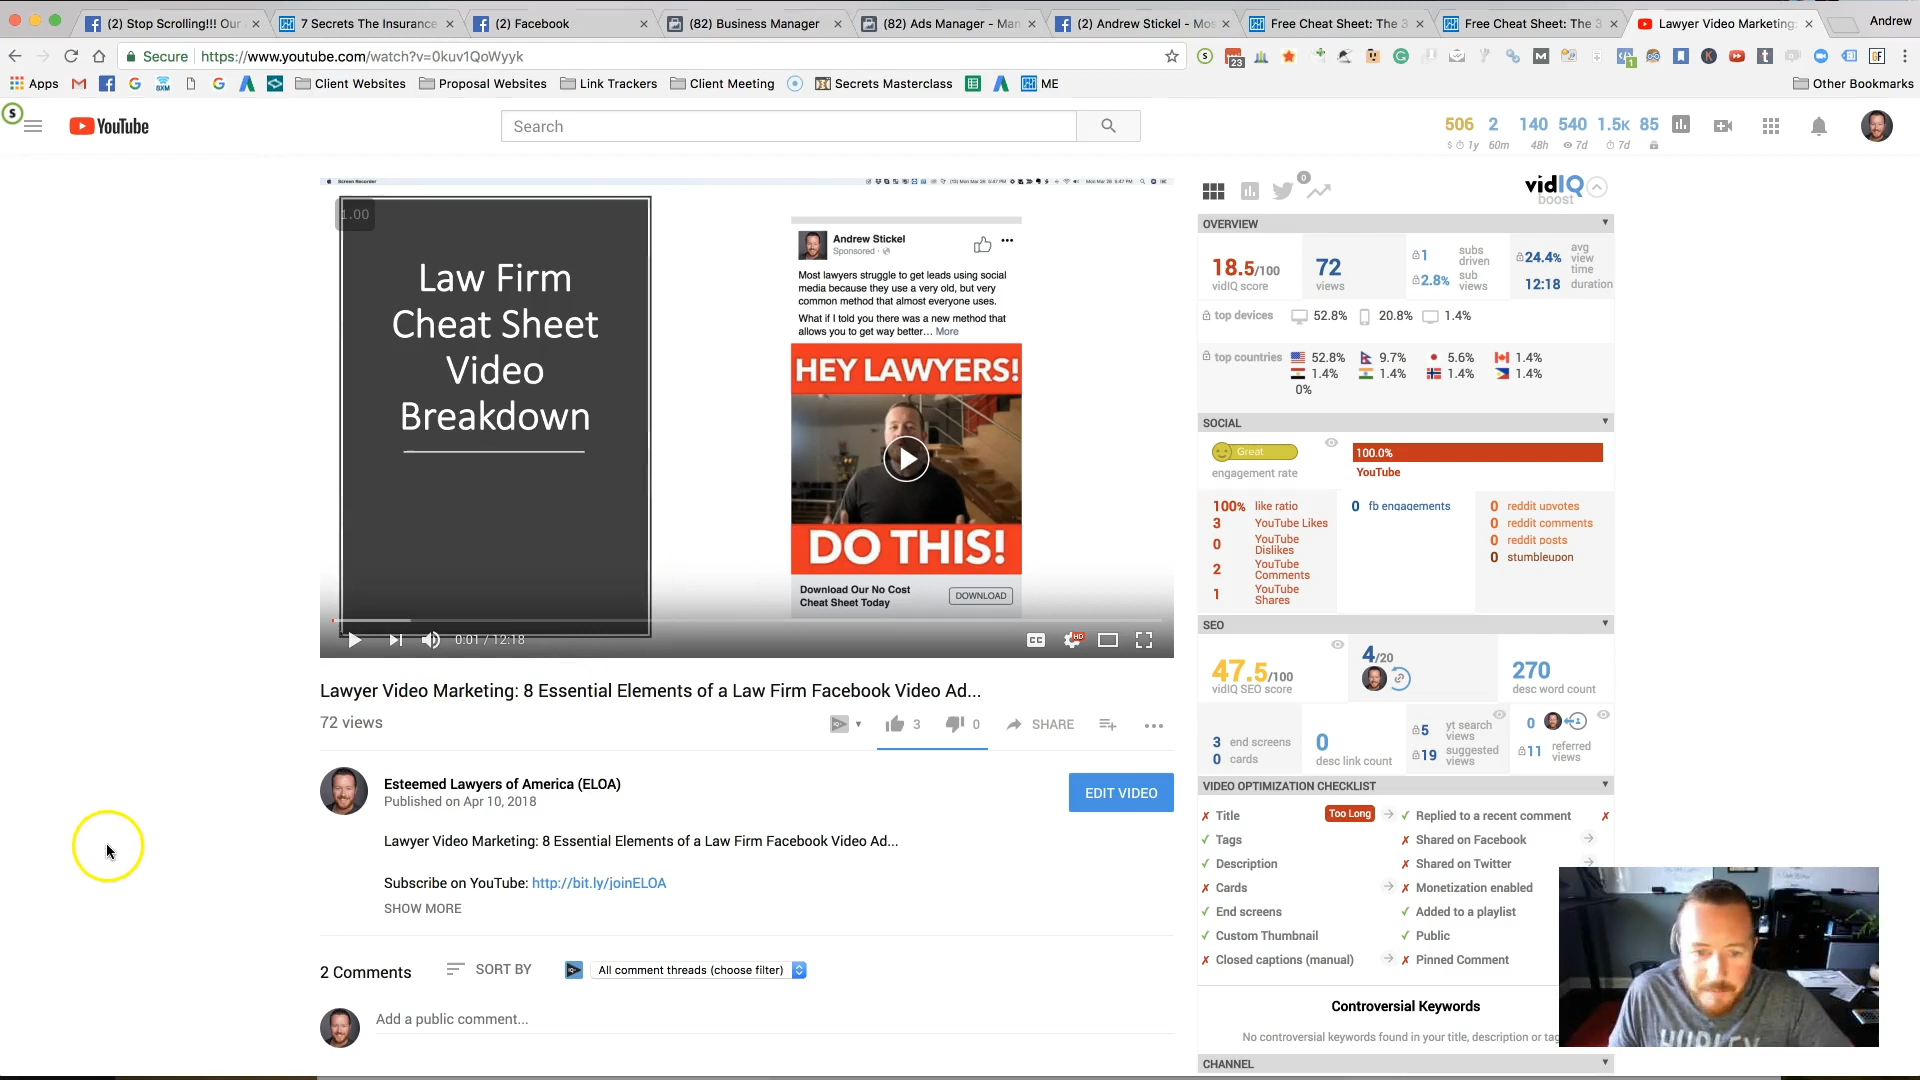 (2) Stop Scrolling!!! Our
7 Secrets The Insurance
(2) Facebook
(82) Business Manager
(82) Ads Manager - Man
(2) Andrew Stickel - Mos
Free Cheat Sheet: The 3
Free Cheat Sheet: The 3
Lawyer Video Marketing:
Andrew
Secure
https://www.youtube.com/watch?v=0kuv1QoWyyk
23
1
Apps
Client Websites
Proposal Websites
Link Trackers
Client Meeting
Secrets Masterclass
ME
Other Bookmarks
S
YouTube
Search
506 2 140 540 1.5K 85
1y 60m 48h 7d 7d
Screen Recorder
1.00
Law Firm
Cheat Sheet
Video
Breakdown
Andrew Stickel
Sponsored
Most lawyers struggle to get leads using social
media because they use a very old, but very
common method that almost everyone uses.
What if I told you there was a new method that
allows you to get way better… More
HEY LAWYERS!
DO THIS!
Download Our No Cost
Cheat Sheet Today
DOWNLOAD
0:01 / 12:18
CC
HD
Lawyer Video Marketing: 8 Essential Elements of a Law Firm Facebook Video Ad...
72 views
3
0
SHARE
Esteemed Lawyers of America (ELOA)
Published on Apr 10, 2018
EDIT VIDEO
Lawyer Video Marketing: 8 Essential Elements of a Law Firm Facebook Video Ad...
Subscribe on YouTube: http://bit.ly/joinELOA
SHOW MORE
2 Comments
SORT BY
All comment threads (choose filter)
Add a public comment...
0
vidIQ
boost
OVERVIEW
18.5/100
vidIQ score
72
views
1 subs driven
2.8% sub views
24.4% avg view time
12:18 duration
top devices 52.8% 20.8% 1.4%
top countries 52.8% 9.7% 5.6% 1.4%
1.4% 1.4% 1.4% 1.4%
0%
SOCIAL
Great
engagement rate
100.0%
YouTube
100% like ratio
3 YouTube Likes
0 YouTube Dislikes
2 YouTube Comments
1 YouTube Shares
0 fb engagements
0 reddit upvotes
0 reddit comments
0 reddit posts
0 stumbleupon
SEO
47.5/100
vidIQ SEO score
4/20
270
desc word count
3 end screens
0 cards
0
desc link count
5 yt search views
19 suggested views
0
11 referred views
VIDEO OPTIMIZATION CHECKLIST
Title
Too Long
Replied to a recent comment
Tags
Shared on Facebook
Description
Shared on Twitter
Cards
Monetization enabled
End screens
Added to a playlist
Custom Thumbnail
Public
Closed captions (manual)
Pinned Comment
Controversial Keywords
No controversial keywords found in your title, description or tag
CHANNEL
HURLEY